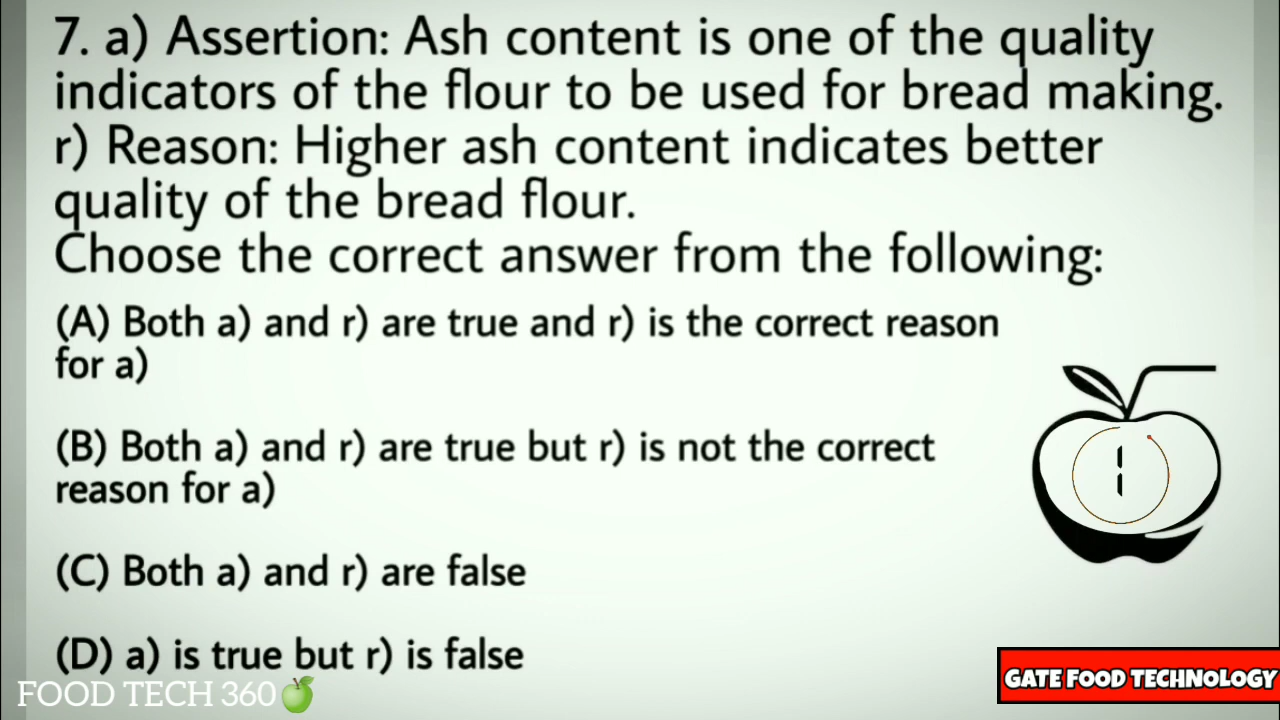 7. a) Assertion: Ash content is one of the quality
indicators of the flour to be used for bread making.
r) Reason: Higher ash content indicates better
quality of the bread flour.
Choose the correct answer from the following:
(A) Both a) and r) are true and r) is the correct reason
for a)
(B) Both a) and r) are true but r) is not the correct
reason for a)
1
(C) Both a) and r) are false
(D) a) is true but r) is false
FOOD TECH 360🍏
GATE FOOD TECHNOLOGY